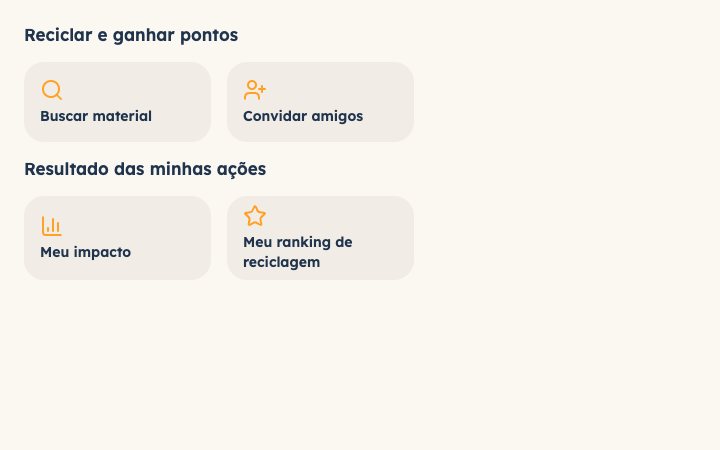 Reciclar e ganhar pontos
Buscar material
Convidar amigos
Resultado das minhas ações
Meu impacto
Meu ranking de
reciclagem